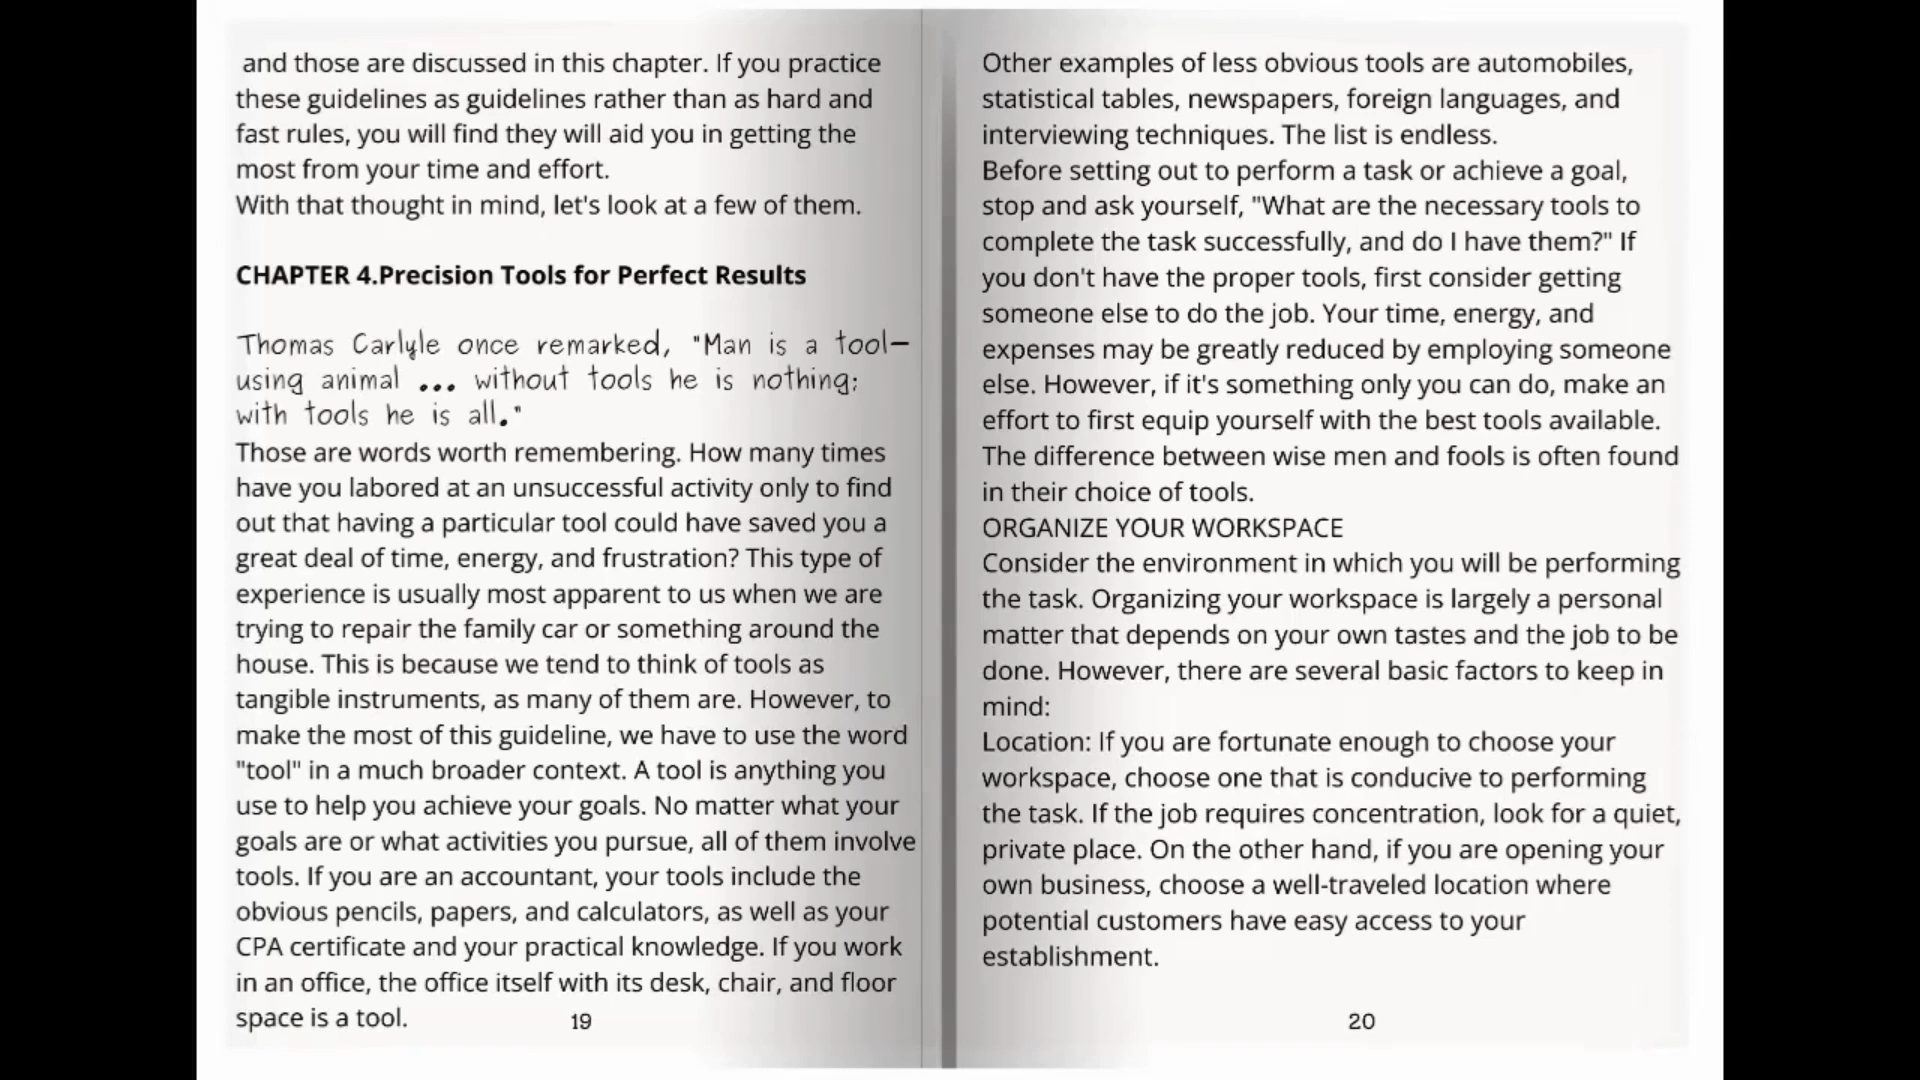 and those are discussed in this chapter. If you practice
these guidelines as guidelines rather than as hard and
fast rules, you will find they will aid you in getting the
most from your time and effort.
With that thought in mind, let's look at a few of them.
CHAPTER 4.Precision Tools for Perfect Results
Thomas Carlyle once remarked, "Man is a tool-
using animal ... without tools he is nothing;
with tools he is all."
Those are words worth remembering. How many times
have you labored at an unsuccessful activity only to find
out that having a particular tool could have saved you a
great deal of time, energy, and frustration? This type of
experience is usually most apparent to us when we are
trying to repair the family car or something around the
house. This is because we tend to think of tools as
tangible instruments, as many of them are. However, to
make the most of this guideline, we have to use the word
"tool" in a much broader context. A tool is anything you
use to help you achieve your goals. No matter what your
goals are or what activities you pursue, all of them involve
tools. If you are an accountant, your tools include the
obvious pencils, papers, and calculators, as well as your
CPA certificate and your practical knowledge. If you work
in an office, the office itself with its desk, chair, and floor
space is a tool.
19
Other examples of less obvious tools are automobiles,
statistical tables, newspapers, foreign languages, and
interviewing techniques. The list is endless.
Before setting out to perform a task or achieve a goal,
stop and ask yourself, "What are the necessary tools to
complete the task successfully, and do I have them?" If
you don't have the proper tools, first consider getting
someone else to do the job. Your time, energy, and
expenses may be greatly reduced by employing someone
else. However, if it's something only you can do, make an
effort to first equip yourself with the best tools available.
The difference between wise men and fools is often found
in their choice of tools.
ORGANIZE YOUR WORKSPACE
Consider the environment in which you will be performing
the task. Organizing your workspace is largely a personal
matter that depends on your own tastes and the job to be
done. However, there are several basic factors to keep in
mind:
Location: If you are fortunate enough to choose your
workspace, choose one that is conducive to performing
the task. If the job requires concentration, look for a quiet,
private place. On the other hand, if you are opening your
own business, choose a well-traveled location where
potential customers have easy access to your
establishment.
20